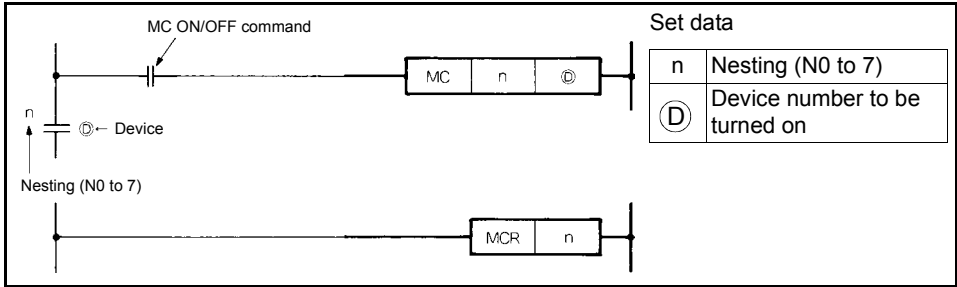 MC ON/OFF command
MC n Ⓓ
n
Ⓓ← Device
Nesting (N0 to 7)
MCR n
Set data
n Nesting (N0 to 7)
Ⓓ Device number to be
turned on